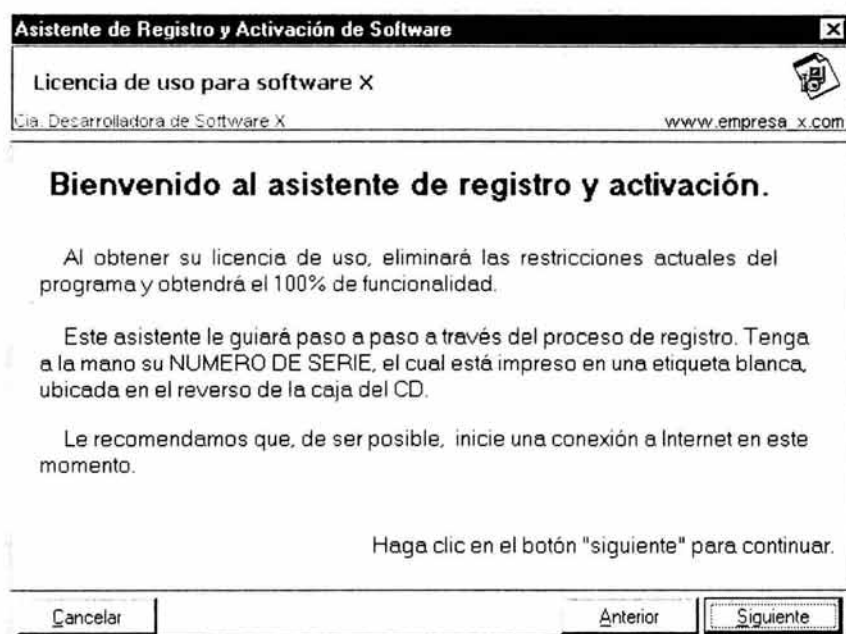 Asistente de Registro y Activación de Software
Licencia de uso para software X
Cia. Desarrolladora de Software X www.empresa_x.com
Bienvenido al asistente de registro y activación.
Al obtener su licencia de uso, eliminará las restricciones actuales del
programa y obtendrá el 100% de funcionalidad.
Este asistente le guiará paso a paso a través del proceso de registro. Tenga
a la mano su NUMERO DE SERIE, el cual está impreso en una etiqueta blanca,
ubicada en el reverso de la caja del CD.
Le recomendamos que, de ser posible, inicie una conexión a Internet en este
momento.
Haga clic en el botón "siguiente" para continuar.
Cancelar Anterior Siguiente